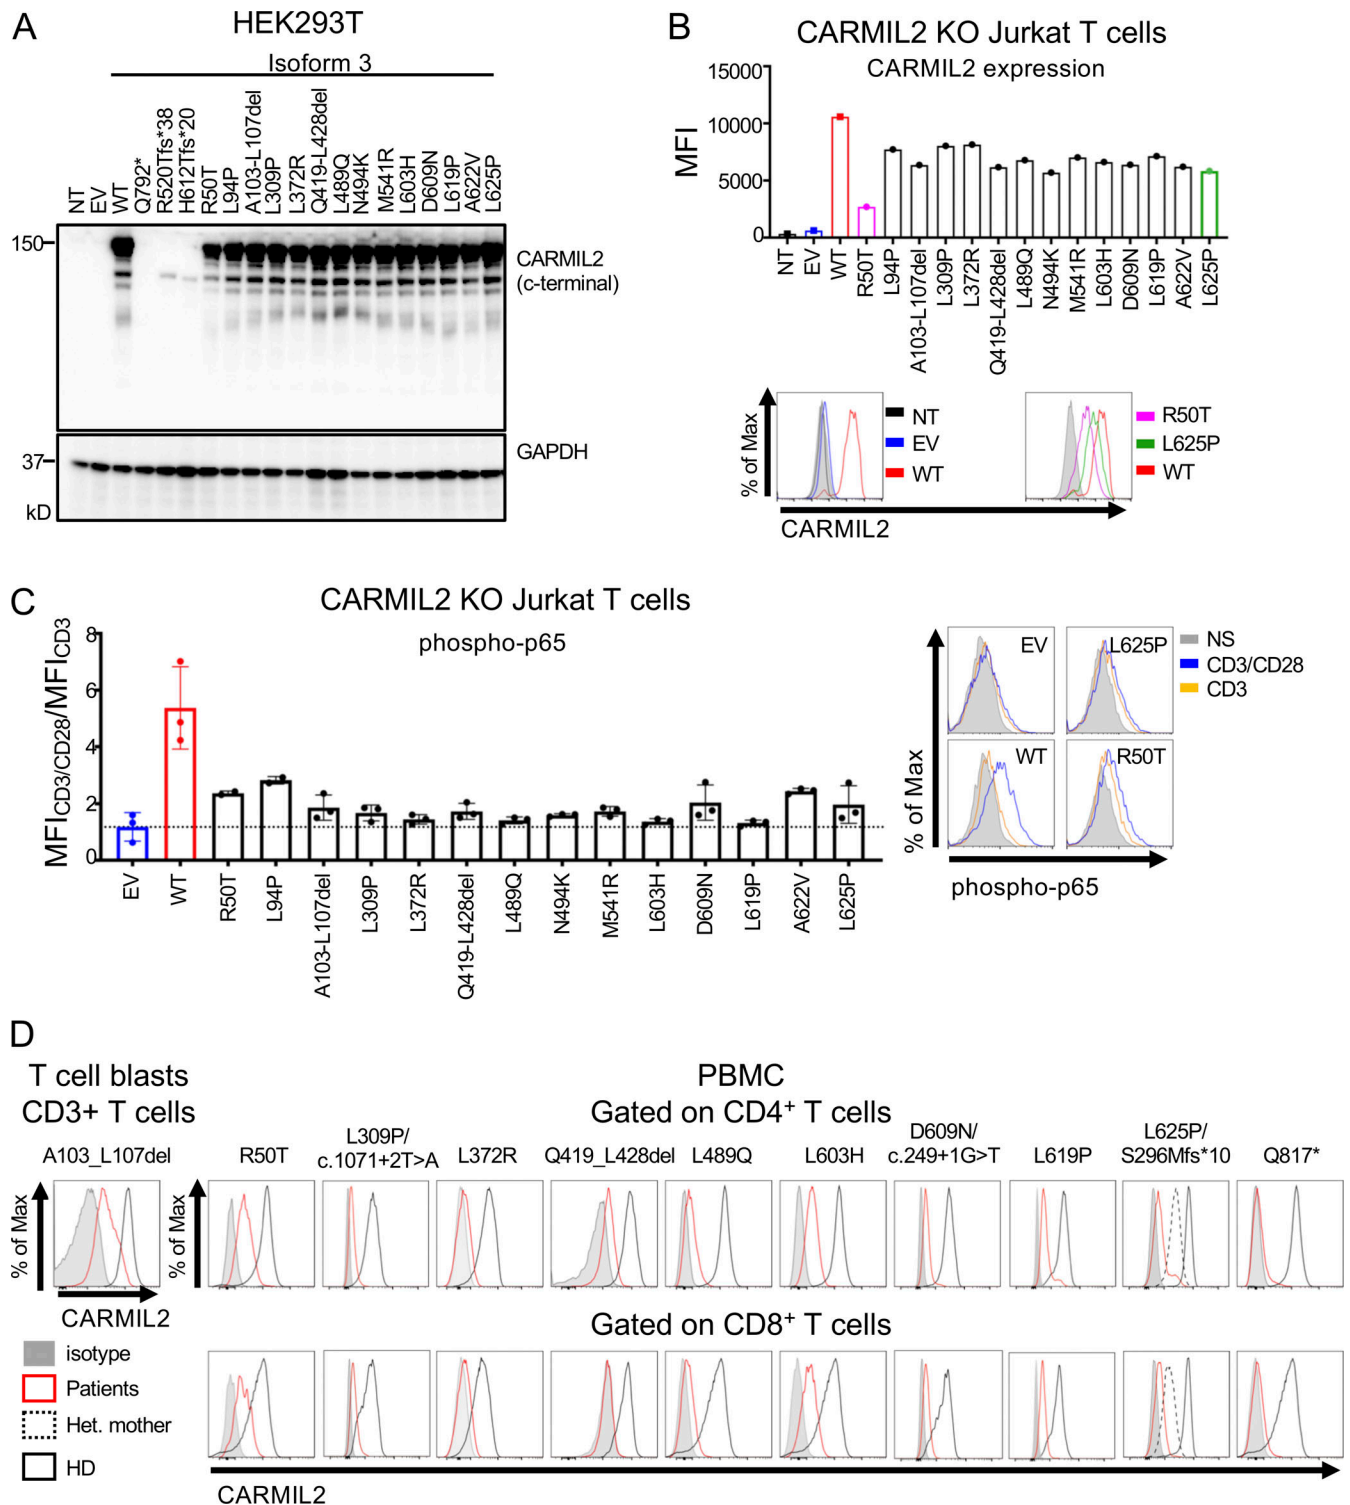 A
HEK293T
Isoform 3
NT
EV
WT
Q792*
R520Tfs*38
H612Tfs*20
R50T
L94P
A103-L107del
L309P
L372R
Q419-L428del
L489Q
N494K
M541R
L603H
D609N
L619P
A622V
L625P
150
CARMIL2
(c-terminal)
37
GAPDH
kD
B
CARMIL2 KO Jurkat T cells
CARMIL2 expression
MFI
15000
10000
5000
0
NT
EV
WT
R50T
L94P
A103-L107del
L309P
L372R
Q419-L428del
L489Q
N494K
M541R
L603H
D609N
L619P
A622V
L625P
% of Max
NT
EV
WT
R50T
L625P
WT
CARMIL2
C
CARMIL2 KO Jurkat T cells
phospho-p65
MFICD3/CD28/MFICD3
8
6
4
2
0
EV
WT
R50T
L94P
A103-L107del
L309P
L372R
Q419-L428del
L489Q
N494K
M541R
L603H
D609N
L619P
A622V
L625P
% of Max
EV
L625P
WT
R50T
NS
CD3/CD28
CD3
phospho-p65
D
T cell blasts
CD3+ T cells
PBMC
Gated on CD4+ T cells
A103_L107del
R50T
L309P/
c.1071+2T>A
L372R
Q419_L428del
L489Q
L603H
D609N/
c.249+1G>T
L619P
L625P/
S296Mfs*10
Q817*
% of Max
% of Max
CARMIL2
Gated on CD8+ T cells
isotype
Patients
Het. mother
HD
CARMIL2